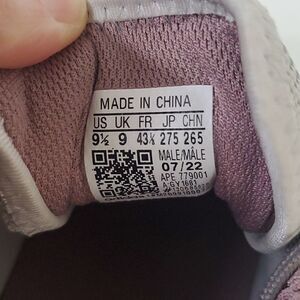 MADE IN CHINA
US UK FR JP CHN
9½ 9 43⅓ 275 265
MALE/MÂLE
07/22
APE 779001